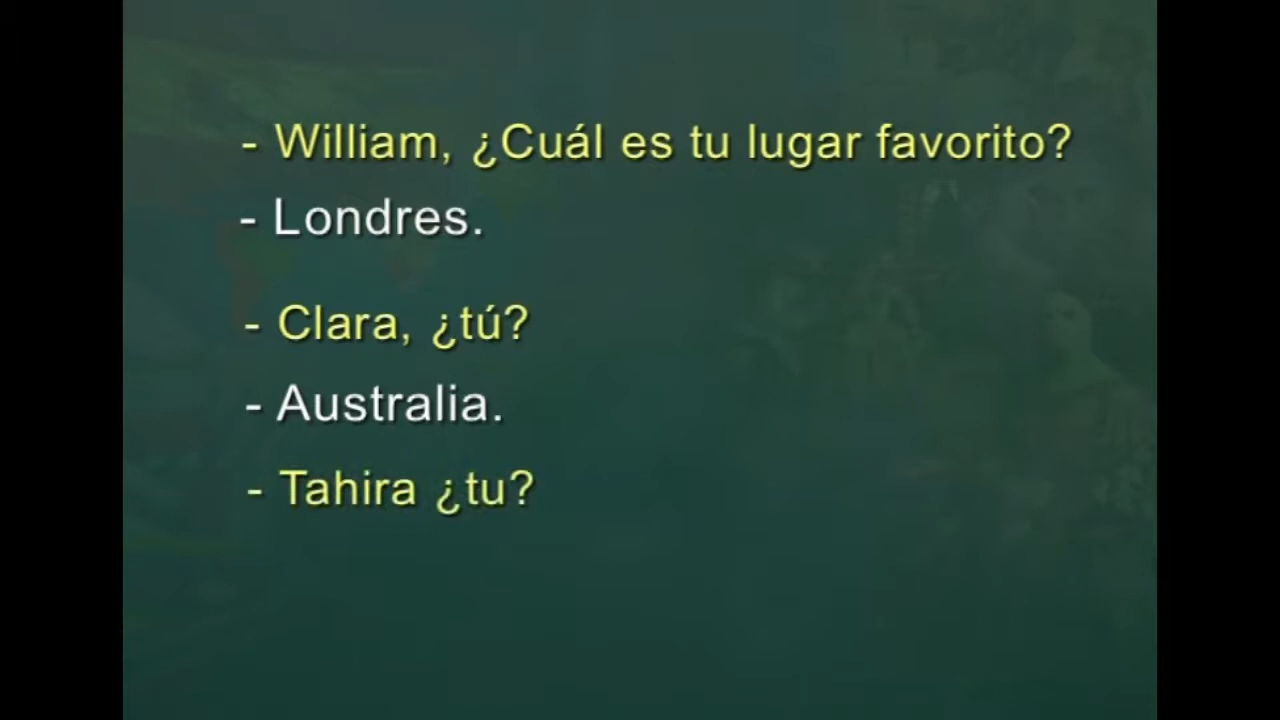 - William, ¿Cuál es tu lugar favorito?
- Londres.
- Clara, ¿tú?
- Australia.
- Tahira ¿tu?